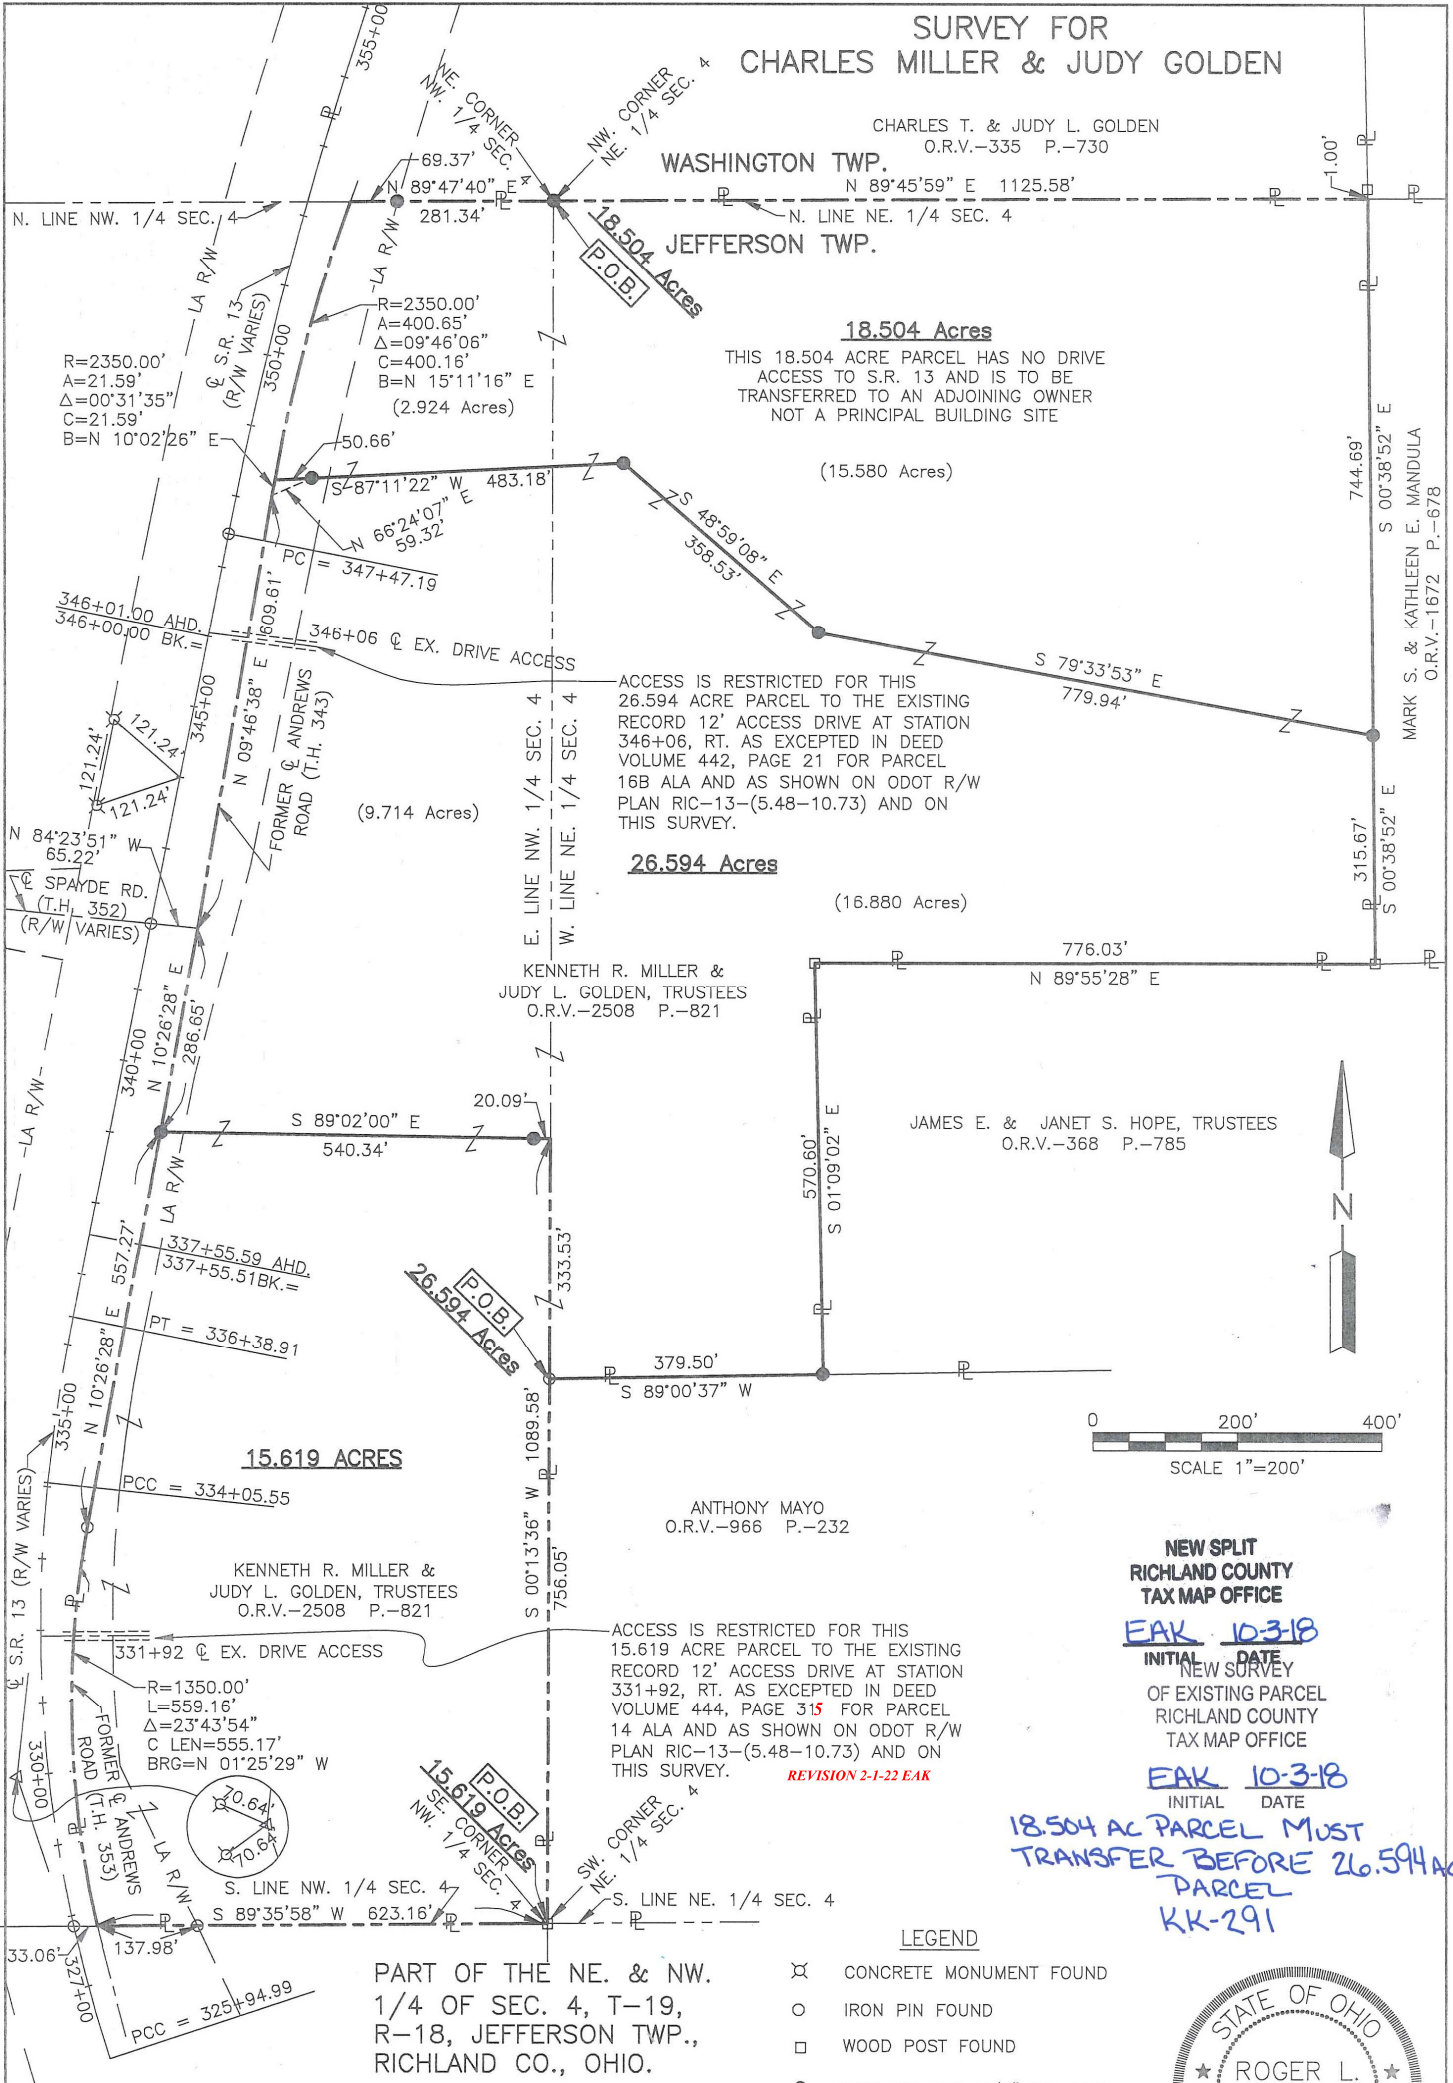 SURVEY FOR
CHARLES MILLER & JUDY GOLDEN
355+00
NE. CORNER
NW. 1/4 SEC. 4
NW. CORNER
NE. 1/4 SEC. 4
CHARLES T. & JUDY L. GOLDEN
O.R.V.-335 P.-730
WASHINGTON TWP.
69.37'
N 89°47'40" E
281.34'
N 89°45'59" E 1125.58'
1.00'
N. LINE NW. 1/4 SEC. 4
N. LINE NE. 1/4 SEC. 4
JEFFERSON TWP.
18.504 Acres
P.O.B.
LA R/W
LA R/W
℄ S.R. 13
(R/W VARIES)
350+00
R=2350.00'
A=400.65'
Δ=09°46'06"
C=400.16'
B=N 15°11'16" E
(2.924 Acres)
R=2350.00'
A=21.59'
Δ=00°31'35"
C=21.59'
B=N 10°02'26" E
18.504 Acres
THIS 18.504 ACRE PARCEL HAS NO DRIVE
ACCESS TO S.R. 13 AND IS TO BE
TRANSFERRED TO AN ADJOINING OWNER
NOT A PRINCIPAL BUILDING SITE
(15.580 Acres)
50.66'
S 87°11'22" W 483.18'
N 66°24'07" E
59.32'
S 48°59'08" E
358.53'
744.69'
S 00°38'52" E
MARK S. & KATHLEEN E. MANDULA
O.R.V.-1672 P.-678
PC = 347+47.19
346+01.00 AHD.
346+00.00 BK.=
346+06 ℄ EX. DRIVE ACCESS
N 09°46'38" E 609.61'
345+00
FORMER ℄ ANDREWS
ROAD (T.H. 343)
S 79°33'53" E
779.94'
ACCESS IS RESTRICTED FOR THIS
26.594 ACRE PARCEL TO THE EXISTING
RECORD 12' ACCESS DRIVE AT STATION
346+06, RT. AS EXCEPTED IN DEED
VOLUME 442, PAGE 21 FOR PARCEL
16B ALA AND AS SHOWN ON ODOT R/W
PLAN RIC-13-(5.48-10.73) AND ON
THIS SURVEY.
E. LINE NW. 1/4 SEC. 4
W. LINE NE. 1/4 SEC. 4
121.24'
121.24'
121.24'
(9.714 Acres)
N 84°23'51" W
65.22'
℄ SPAYDE RD.
(T.H. 352)
(R/W VARIES)
26.594 Acres
(16.880 Acres)
315.67'
S 00°38'52" E
776.03'
N 89°55'28" E
KENNETH R. MILLER &
JUDY L. GOLDEN, TRUSTEES
O.R.V.-2508 P.-821
N 10°26'28" E
286.65'
340+00
LA R/W
20.09'
S 89°02'00" E
540.34'
570.60'
S 01°09'02" E
JAMES E. & JANET S. HOPE, TRUSTEES
O.R.V.-368 P.-785
N
LA R/W
337+55.59 AHD.
337+55.51BK.=
N 10°26'28" E 557.27'
PT = 336+38.91
333.53'
26.594 Acres
P.O.B.
379.50'
S 89°00'37" W
335+00
0 200' 400'
SCALE 1"=200'
15.619 ACRES
PCC = 334+05.55
S 00°13'36" W 1089.58'
756.05'
ANTHONY MAYO
O.R.V.-966 P.-232
℄ S.R. 13 (R/W VARIES)
KENNETH R. MILLER &
JUDY L. GOLDEN, TRUSTEES
O.R.V.-2508 P.-821
331+92 ℄ EX. DRIVE ACCESS
ACCESS IS RESTRICTED FOR THIS
15.619 ACRE PARCEL TO THE EXISTING
RECORD 12' ACCESS DRIVE AT STATION
331+92, RT. AS EXCEPTED IN DEED
VOLUME 444, PAGE 315 FOR PARCEL
14 ALA AND AS SHOWN ON ODOT R/W
PLAN RIC-13-(5.48-10.73) AND ON
THIS SURVEY.
REVISION 2-1-22 EAK
NEW SPLIT
RICHLAND COUNTY
TAX MAP OFFICE
EAK 10-3-18
INITIAL DATE
NEW SURVEY
OF EXISTING PARCEL
RICHLAND COUNTY
TAX MAP OFFICE
EAK 10-3-18
INITIAL DATE
18.504 AC PARCEL MUST
TRANSFER BEFORE 26.594 AC
PARCEL
KK-291
R=1350.00'
L=559.16'
Δ=23°43'54"
C LEN=555.17'
BRG=N 01°25'29" W
330+00
FORMER ℄ ANDREWS
ROAD (T.H. 353)
LA R/W
70.64'
70.64'
15.619 Acres
P.O.B.
SE. CORNER
NW. 1/4 SEC. 4
SW. CORNER
NE. 1/4 SEC. 4
S. LINE NW. 1/4 SEC. 4
S 89°35'58" W 623.16'
S. LINE NE. 1/4 SEC. 4
33.06'
137.98'
327+00
PCC = 325+94.99
PART OF THE NE. & NW.
1/4 OF SEC. 4, T-19,
R-18, JEFFERSON TWP.,
RICHLAND CO., OHIO.
LEGEND
CONCRETE MONUMENT FOUND
IRON PIN FOUND
WOOD POST FOUND
STATE OF OHIO
ROGER L.